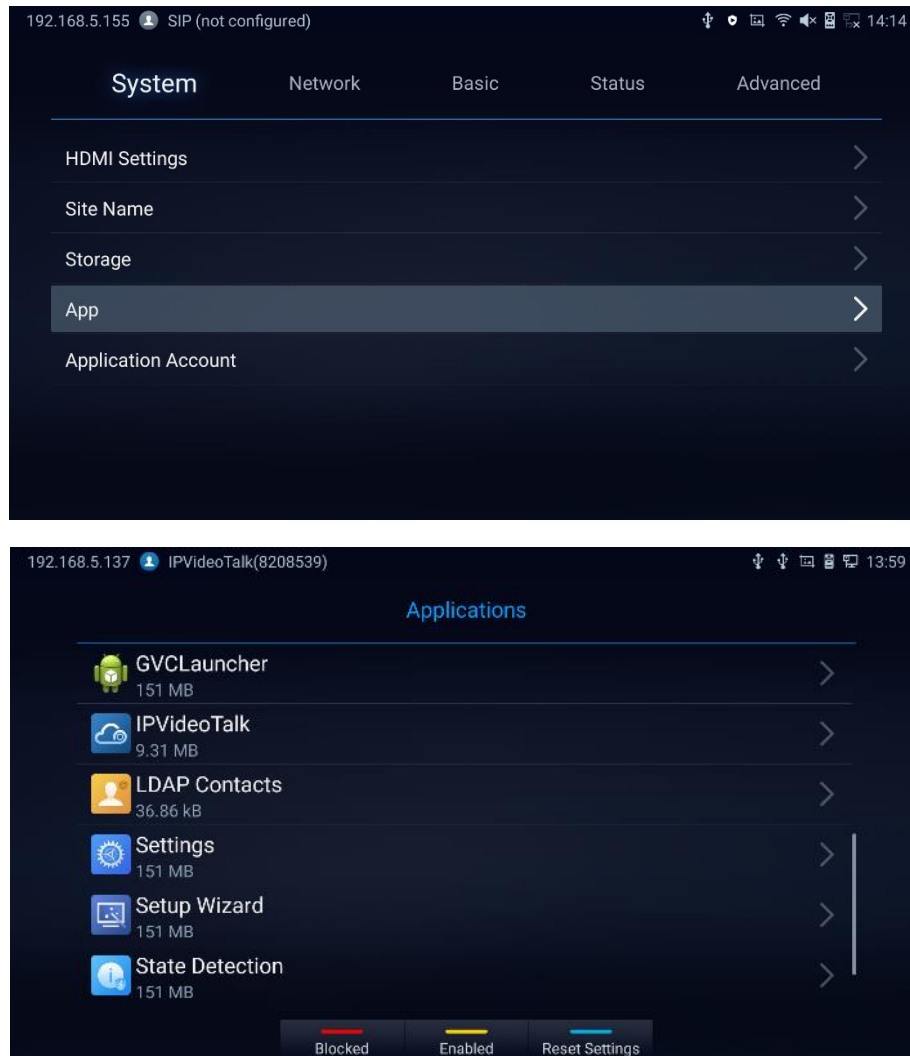 192.168.5.155 SIP (not configured) 14:14
System Network Basic Status Advanced
HDMI Settings
Site Name
Storage
App
Application Account
192.168.5.137 IPVideoTalk(8208539) 13:59
Applications
GVCLauncher
151 MB
IPVideoTalk
9.31 MB
LDAP Contacts
36.86 kB
Settings
151 MB
Setup Wizard
151 MB
State Detection
151 MB
Blocked Enabled Reset Settings